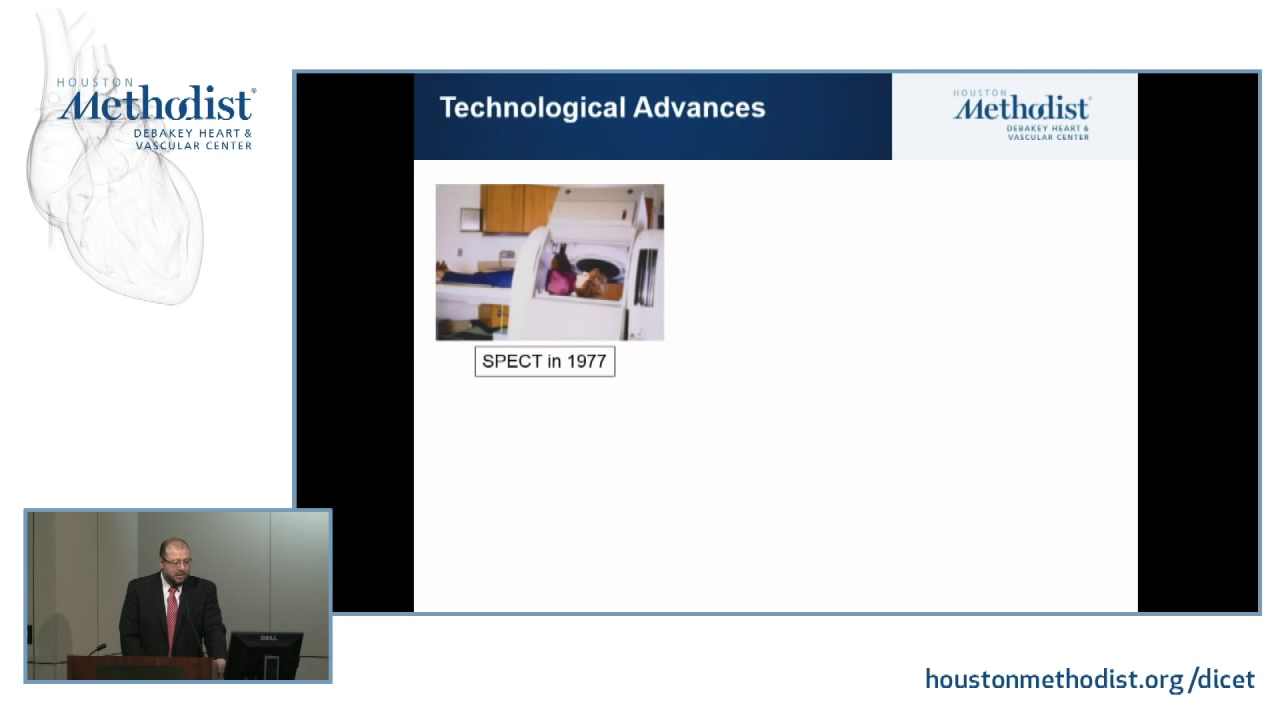 HOUSTON
Methodist®
DEBAKEY HEART &
VASCULAR CENTER
Technological Advances
HOUSTON
Methodist
DEBAKEY HEART &
VASCULAR CENTER
SPECT in 1977
DELL
houstonmethodist.org/dicet